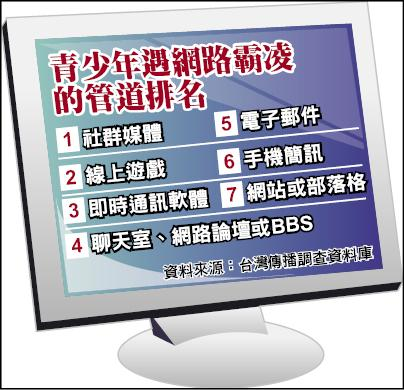 青少年遇網路霸凌
的管道排名
1 社群媒體
2 線上遊戲
3 即時通訊軟體
4 聊天室、網路論壇或BBS
5 電子郵件
6 手機簡訊
7 網站或部落格
資料來源：台灣傳播調查資料庫